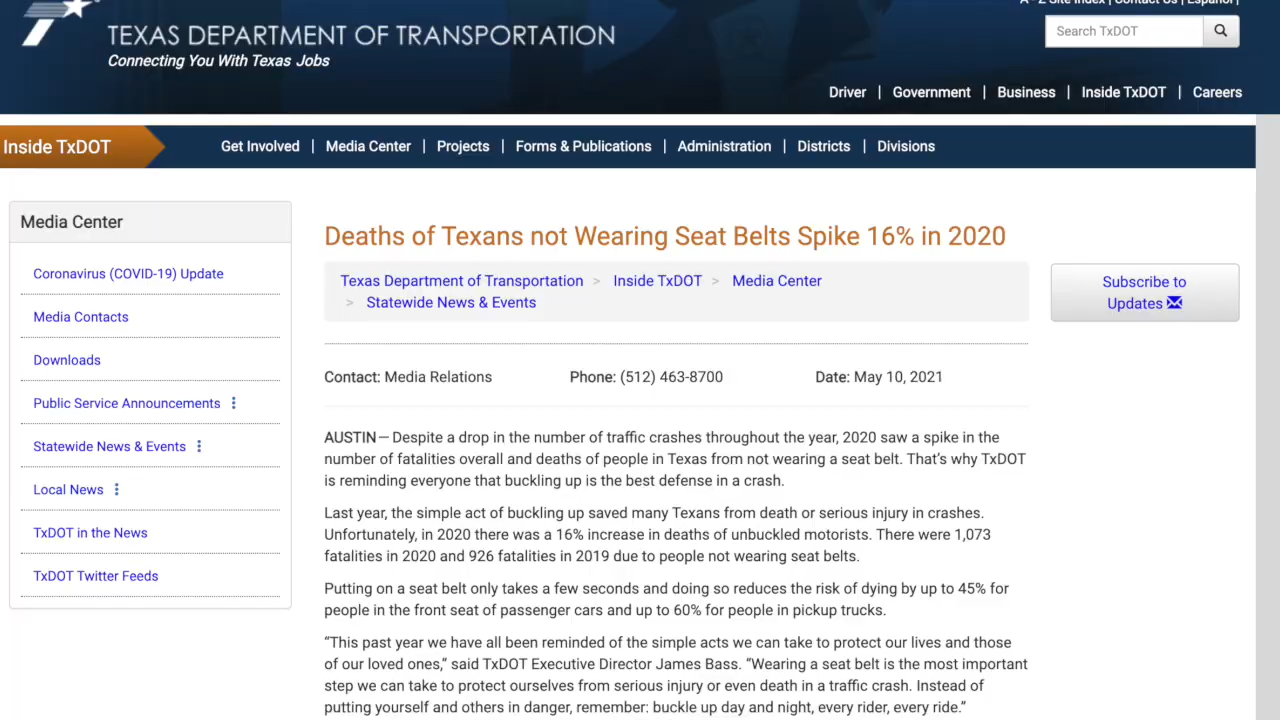 A - Z Site Index | Contact Us | Español |
TEXAS DEPARTMENT OF TRANSPORTATION
Connecting You With Texas Jobs
Search TxDOT
Driver | Government | Business | Inside TxDOT | Careers
Inside TxDOT
Get Involved | Media Center | Projects | Forms & Publications | Administration | Districts | Divisions
Media Center
Coronavirus (COVID-19) Update
Media Contacts
Downloads
Public Service Announcements
Statewide News & Events
Local News
TxDOT in the News
TxDOT Twitter Feeds
Deaths of Texans not Wearing Seat Belts Spike 16% in 2020
Texas Department of Transportation > Inside TxDOT > Media Center
> Statewide News & Events
Subscribe to
Updates
Contact: Media Relations
Phone: (512) 463-8700
Date: May 10, 2021
AUSTIN — Despite a drop in the number of traffic crashes throughout the year, 2020 saw a spike in the
number of fatalities overall and deaths of people in Texas from not wearing a seat belt. That’s why TxDOT
is reminding everyone that buckling up is the best defense in a crash.
Last year, the simple act of buckling up saved many Texans from death or serious injury in crashes.
Unfortunately, in 2020 there was a 16% increase in deaths of unbuckled motorists. There were 1,073
fatalities in 2020 and 926 fatalities in 2019 due to people not wearing seat belts.
Putting on a seat belt only takes a few seconds and doing so reduces the risk of dying by up to 45% for
people in the front seat of passenger cars and up to 60% for people in pickup trucks.
“This past year we have all been reminded of the simple acts we can take to protect our lives and those
of our loved ones,” said TxDOT Executive Director James Bass. “Wearing a seat belt is the most important
step we can take to protect ourselves from serious injury or even death in a traffic crash. Instead of
putting yourself and others in danger, remember: buckle up day and night, every rider, every ride.”